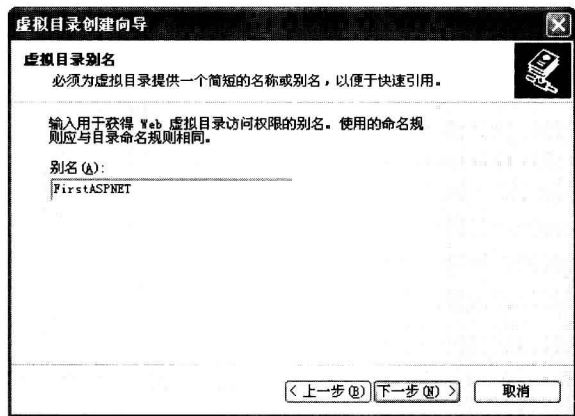 虚拟目录创建向导
虚拟目录别名
必须为虚拟目录提供一个简短的名称或别名，以便于快速引用。
输入用于获得 Web 虚拟目录访问权限的别名。使用的命名规
则应与目录命名规则相同。
别名(A):
FirstASPNET
< 上一步(B)
下一步(N) >
取消